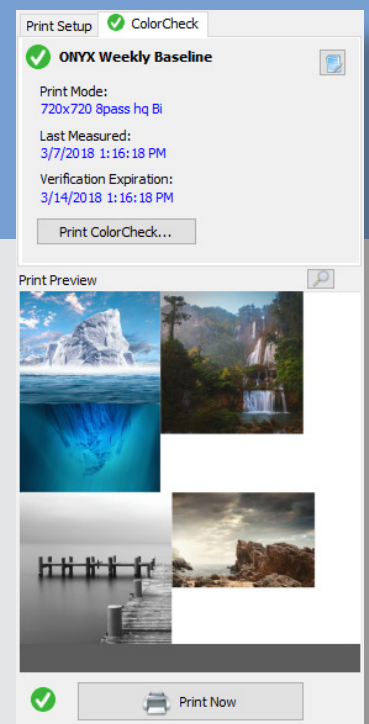 Print Setup
ColorCheck
ONYX Weekly Baseline
Print Mode:
720x720 8pass hq Bi
Last Measured:
3/7/2018 1:16:18 PM
Verification Expiration:
3/14/2018 1:16:18 PM
Print ColorCheck...
Print Preview
Print Now